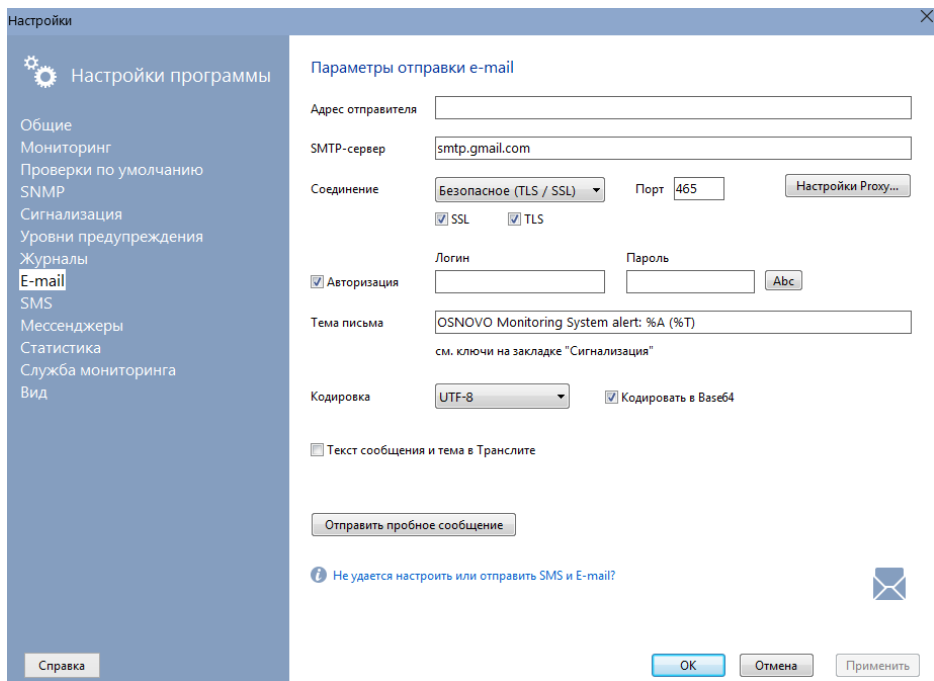 Настройки
Настройки программы
Общие
Мониторинг
Проверки по умолчанию
SNMP
Сигнализация
Уровни предупреждения
Журналы
E-mail
SMS
Мессенджеры
Статистика
Служба мониторинга
Вид
Справка
Параметры отправки e-mail
Адрес отправителя
SMTP-сервер smtp.gmail.com
Соединение Безопасное (TLS / SSL) Порт 465 Настройки Proxy...
SSL TLS
Логин Пароль
Авторизация Abc
Тема письма OSNOVO Monitoring System alert: %A (%T)
см. ключи на закладке "Сигнализация"
Кодировка UTF-8 Кодировать в Base64
Текст сообщения и тема в Транслите
Отправить пробное сообщение
Не удается настроить или отправить SMS и E-mail?
OK Отмена Применить